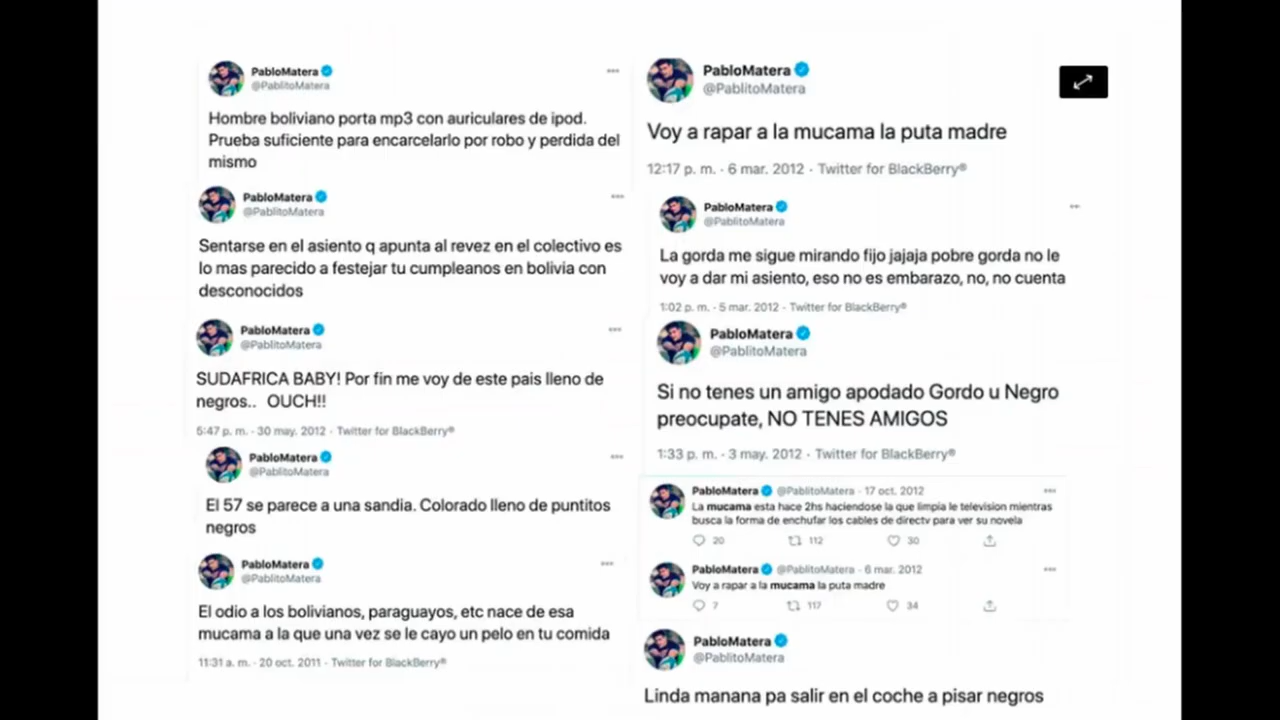 PabloMatera
@PablitoMatera
Hombre boliviano porta mp3 con auriculares de ipod.
Prueba suficiente para encarcelarlo por robo y perdida del
mismo
PabloMatera
@PablitoMatera
Sentarse en el asiento q apunta al revez en el colectivo es
lo mas parecido a festejar tu cumpleanos en bolivia con
desconocidos
PabloMatera
@PablitoMatera
SUDAFRICA BABY! Por fin me voy de este pais lleno de
negros.. OUCH!!
5:47 p. m. · 30 may. 2012 · Twitter for BlackBerry®
PabloMatera
@PablitoMatera
El 57 se parece a una sandia. Colorado lleno de puntitos
negros
PabloMatera
@PablitoMatera
El odio a los bolivianos, paraguayos, etc nace de esa
mucama a la que una vez se le cayo un pelo en tu comida
11:31 a. m. · 20 oct. 2011 · Twitter for BlackBerry®
PabloMatera
@PablitoMatera
Voy a rapar a la mucama la puta madre
12:17 p. m. · 6 mar. 2012 · Twitter for BlackBerry®
PabloMatera
@PablitoMatera
La gorda me sigue mirando fijo jajaja pobre gorda no le
voy a dar mi asiento, eso no es embarazo, no, no cuenta
1:02 p. m. · 5 mar. 2012 · Twitter for BlackBerry®
PabloMatera
@PablitoMatera
Si no tenes un amigo apodado Gordo u Negro
preocupate, NO TENES AMIGOS
1:33 p. m. · 3 may. 2012 · Twitter for BlackBerry®
PabloMatera @PablitoMatera · 17 oct. 2012
La mucama esta hace 2hs haciendose la que limpia le television mientras
busca la forma de enchufar los cables de directv para ver su novela
20 112 30
PabloMatera @PablitoMatera · 6 mar. 2012
Voy a rapar a la mucama la puta madre
7 117 34
PabloMatera
@PablitoMatera
Linda manana pa salir en el coche a pisar negros